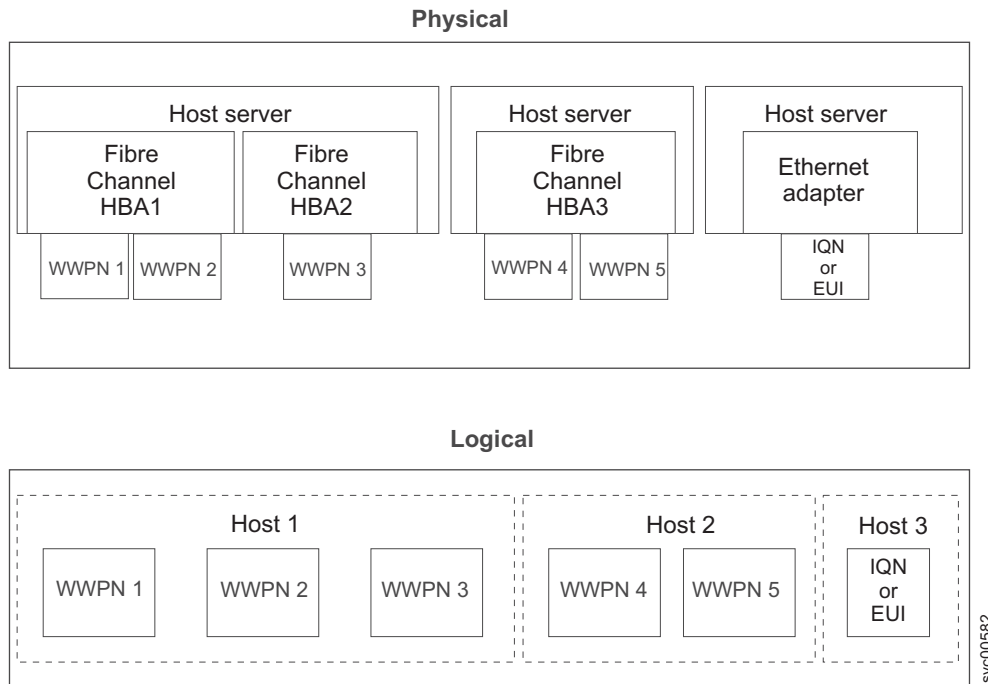 Physical
Host server
Fibre
Channel
HBA1
Fibre
Channel
HBA2
WWPN 1
WWPN 2
WWPN 3
Host server
Fibre
Channel
HBA3
WWPN 4
WWPN 5
Host server
Ethernet
adapter
IQN
or
EUI
Logical
Host 1
WWPN 1
WWPN 2
WWPN 3
Host 2
WWPN 4
WWPN 5
Host 3
IQN
or
EUI
svc00582